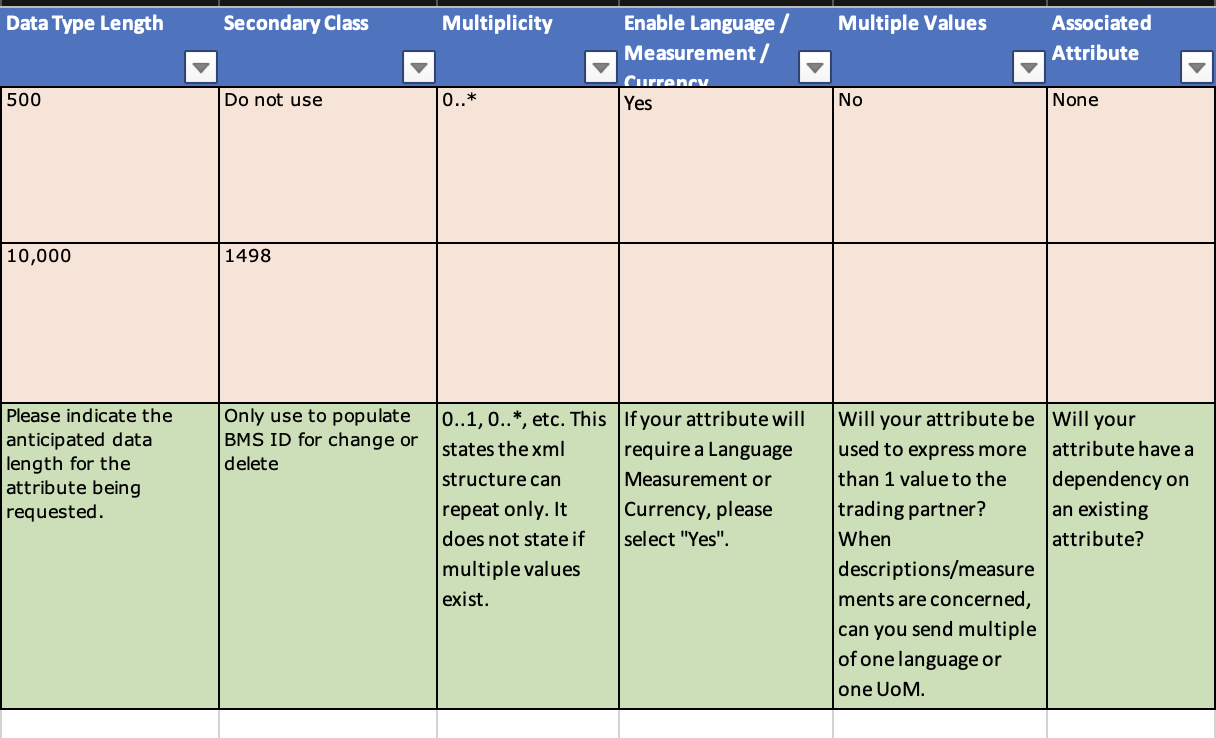 Data Type Length
Secondary Class
Multiplicity
Enable Language /
Measurement /
Currency
Multiple Values
Associated
Attribute
500
Do not use
0..*
Yes
No
None
10,000
1498
Please indicate the
anticipated data
length for the
attribute being
requested.
Only use to populate
BMS ID for change or
delete
0..1, 0..*, etc. This
states the xml
structure can
repeat only. It
does not state if
multiple values
exist.
If your attribute will
require a Language
Measurement or
Currency, please
select "Yes".
Will your attribute be
used to express more
than 1 value to the
trading partner?
When
descriptions/measure
ments are concerned,
can you send multiple
of one language or
one UoM.
Will your
attribute have a
dependency on
an existing
attribute?